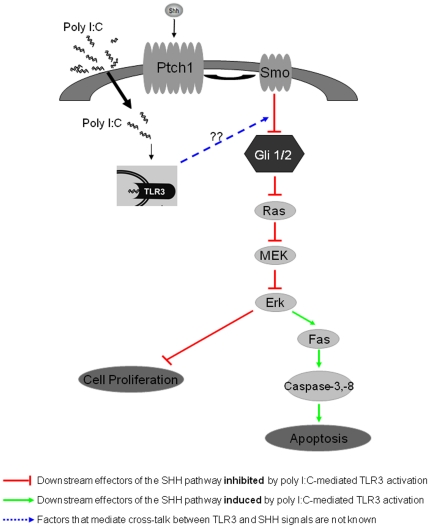 Shh
Poly I:C
Ptch1
Smo
Poly I:C
??
TLR3
Gli 1/2
Ras
MEK
Erk
Fas
Cell Proliferation
Caspase-3,-8
Apoptosis
Downstream effectors of the SHH pathway inhibited by poly I:C-mediated TLR3 activation
Downstream effectors of the SHH pathway induced by poly I:C-mediated TLR3 activation
Factors that mediate cross-talk between TLR3 and SHH signals are not known